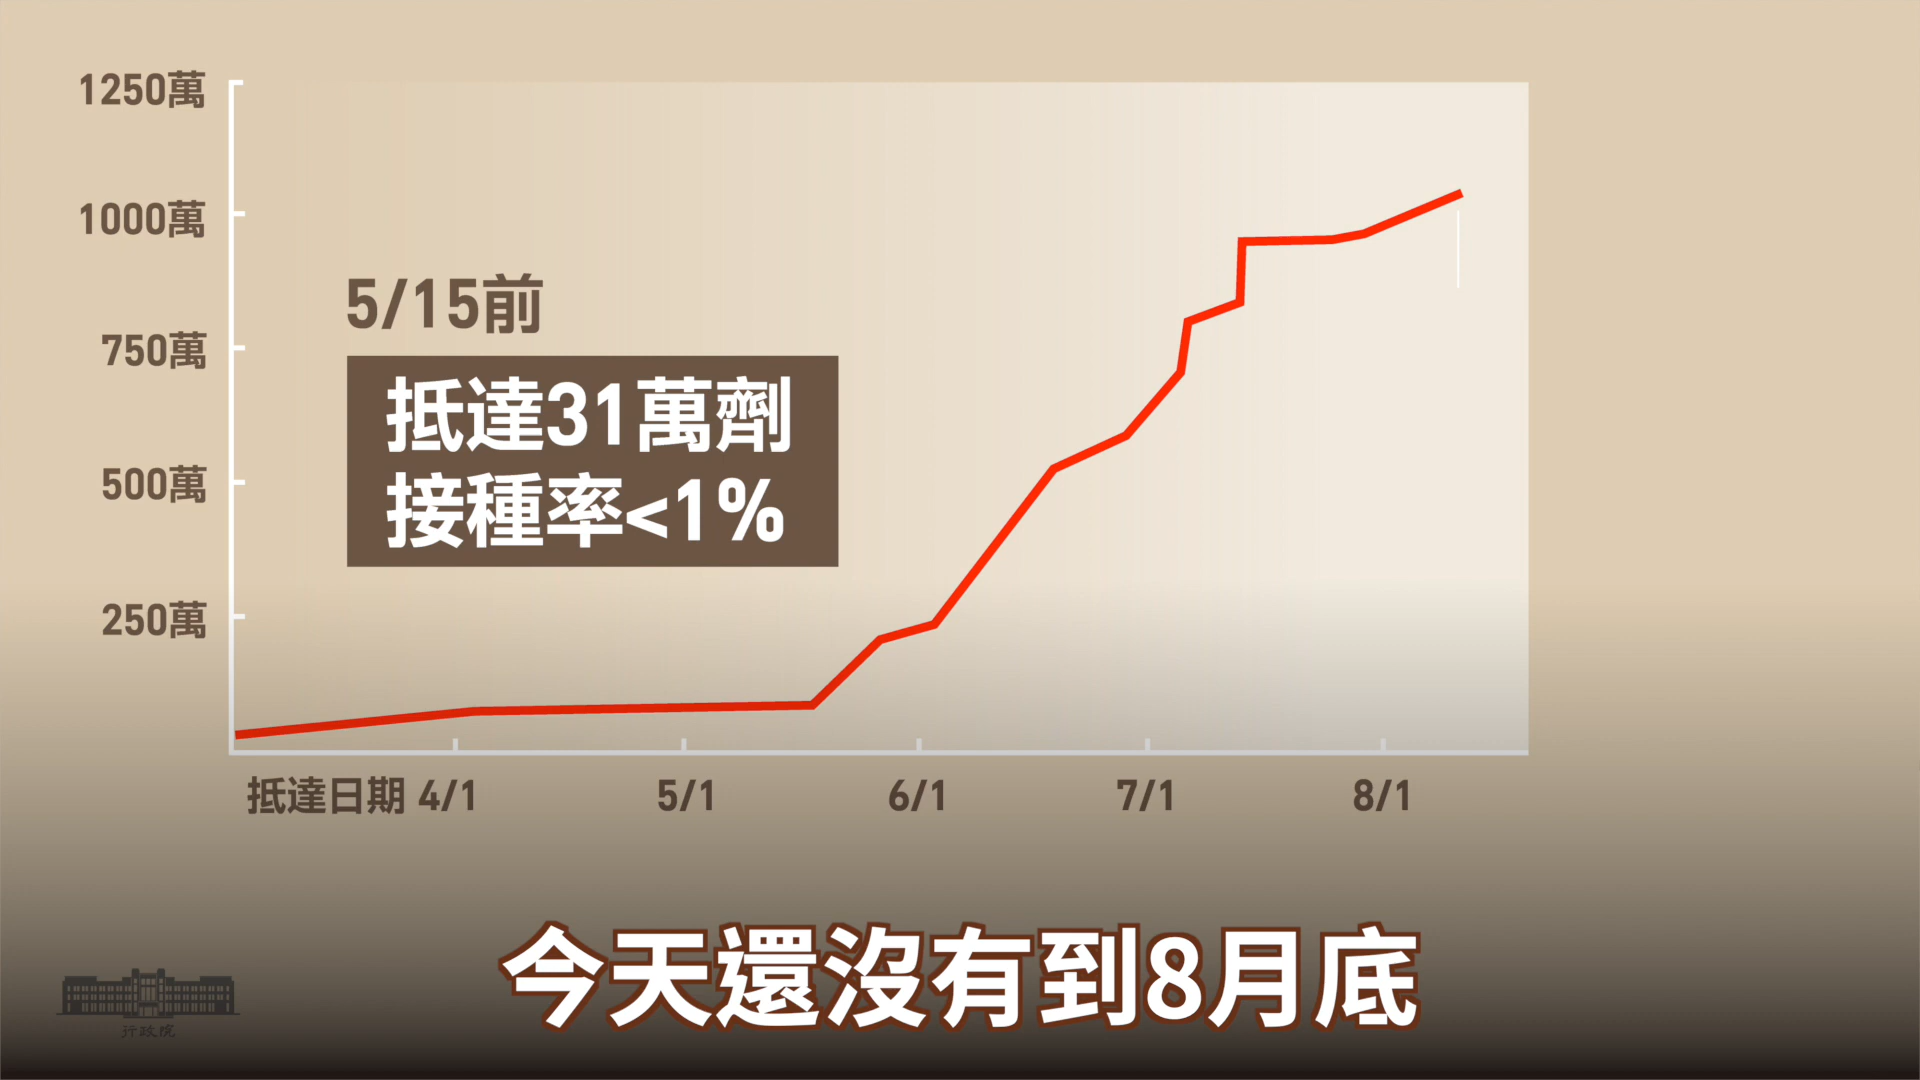 1250萬
1000萬
750萬
500萬
250萬
5/15前
抵達31萬劑
接種率<1%
抵達日期 4/1 5/1 6/1 7/1 8/1
今天還沒有到8月底
行政院